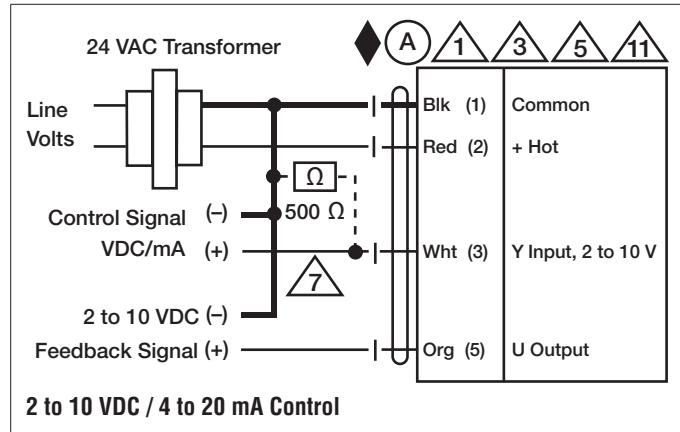 24 VAC Transformer
A 1 3 5 11
Line
Volts
Blk (1) Common
Red (2) + Hot
Ω
500 Ω
Control Signal (–)
VDC/mA (+)
7
Wht (3) Y Input, 2 to 10 V
2 to 10 VDC (–)
Feedback Signal (+)
Org (5) U Output
2 to 10 VDC / 4 to 20 mA Control